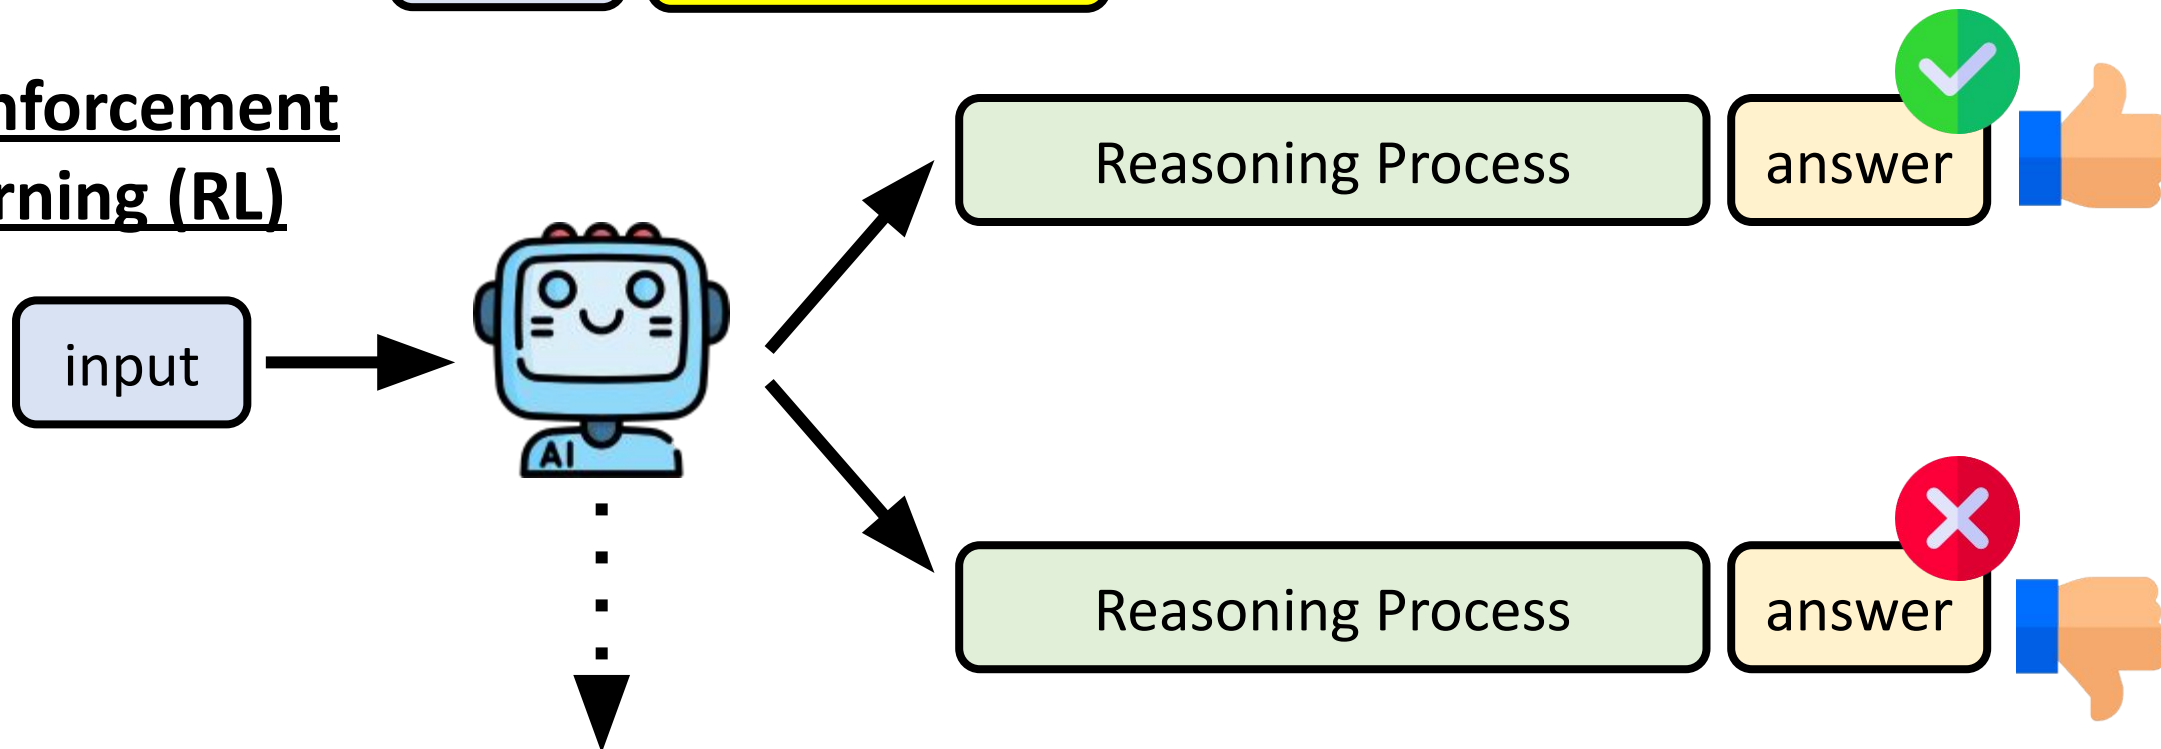 nforcement
Reasoning Process
answer
rning (RL)
input
AI
Reasoning Process
answer